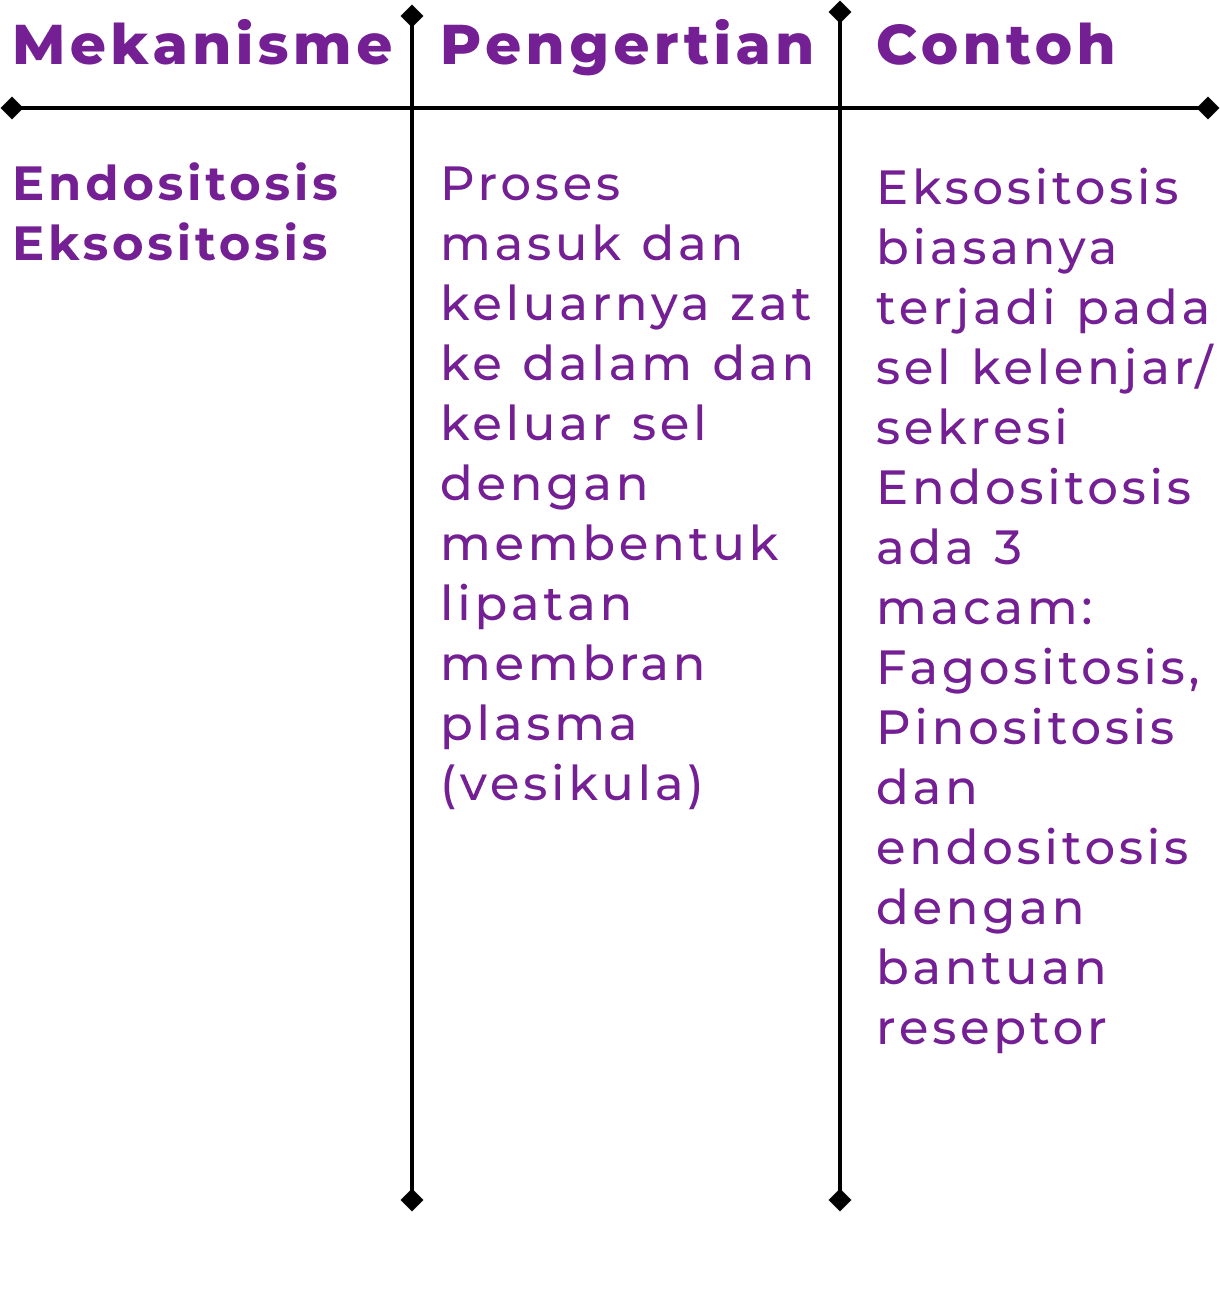 Mekanisme
Pengertian
Contoh
Endositosis
Eksositosis
Proses
masuk dan
keluarnya zat
ke dalam dan
keluar sel
dengan
membentuk
lipatan
membran
plasma
(vesikula)
Eksositosis
biasanya
terjadi pada
sel kelenjar/
sekresi
Endositosis
ada 3
macam:
Fagositosis,
Pinositosis
dan
endositosis
dengan
bantuan
reseptor